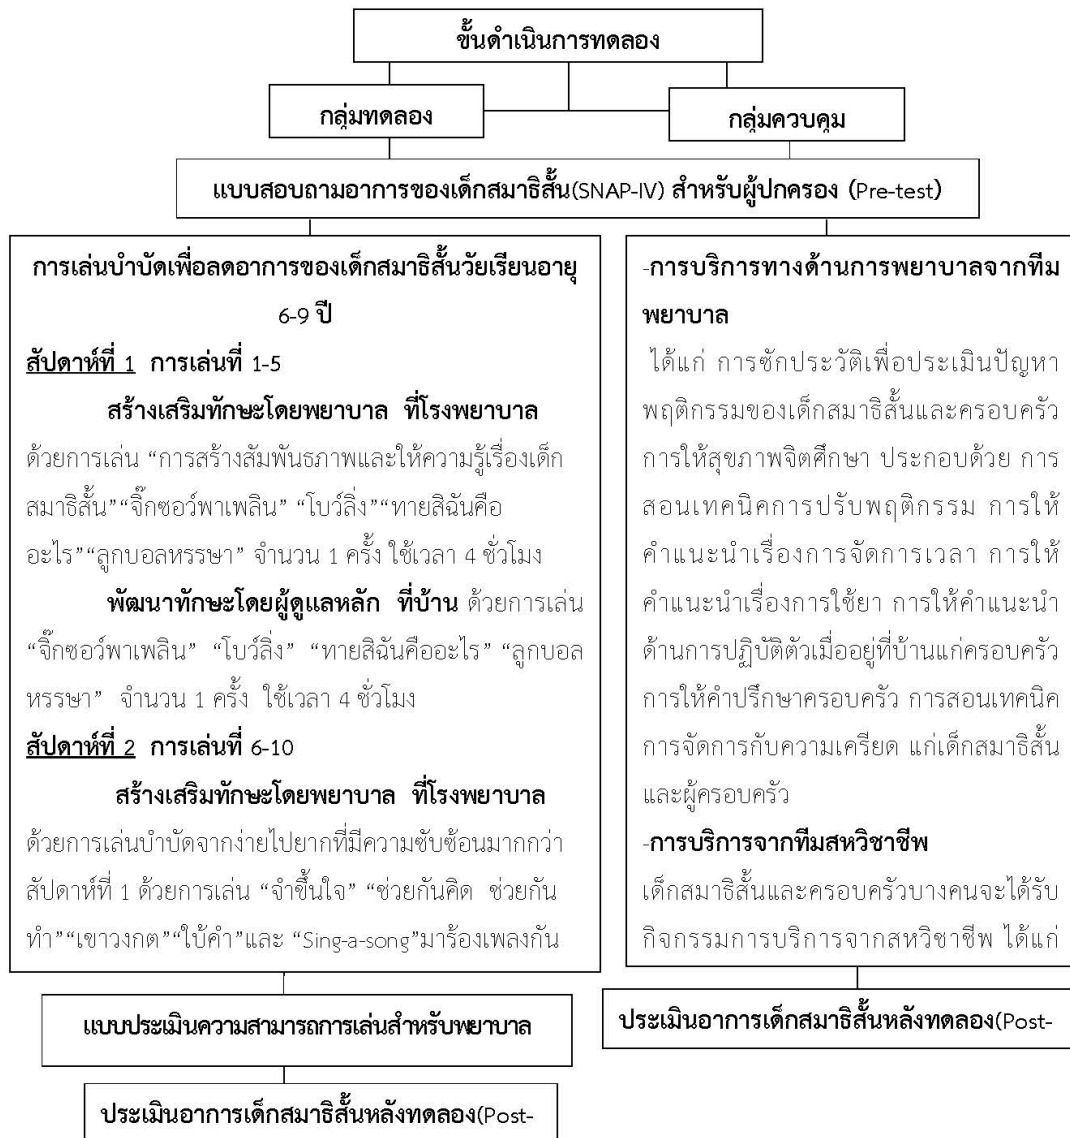 ขั้นดำเนินการทดลอง
กลุ่มทดลอง
กลุ่มควบคุม
แบบสอบถามอาการของเด็กสมาธิสั้น(SNAP-IV) สำหรับผู้ปกครอง (Pre-test)
การเล่นบำบัดเพื่อลดอาการของเด็กสมาธิสั้นวัยเรียนอายุ
6-9 ปี
สัปดาห์ที่ 1 การเล่นที่ 1-5
สร้างเสริมทักษะโดยพยาบาล ที่โรงพยาบาล
ด้วยการเล่น “การสร้างสัมพันธภาพและให้ความรู้เรื่องเด็ก
สมาธิสั้น”“จิ๊กซอว์พาเพลิน” “โบว์ลิ่ง”“ทายสิฉันคือ
อะไร”“ลูกบอลหรรษา” จำนวน 1 ครั้ง ใช้เวลา 4 ชั่วโมง
พัฒนาทักษะโดยผู้ดูแลหลัก ที่บ้าน ด้วยการเล่น
“จิ๊กซอว์พาเพลิน” “โบว์ลิ่ง” “ทายสิฉันคืออะไร” “ลูกบอล
หรรษา” จำนวน 1 ครั้ง ใช้เวลา 4 ชั่วโมง
สัปดาห์ที่ 2 การเล่นที่ 6-10
สร้างเสริมทักษะโดยพยาบาล ที่โรงพยาบาล
ด้วยการเล่นบำบัดจากง่ายไปยากที่มีความซับซ้อนมากกว่า
สัปดาห์ที่ 1 ด้วยการเล่น “จำขึ้นใจ” “ช่วยกันคิด ช่วยกัน
ทำ”“เขาวงกต”“ใบ้คำ”และ “Sing-a-song”มาร้องเพลงกัน
-การบริการทางด้านการพยาบาลจากทีม
พยาบาล
ได้แก่ การซักประวัติเพื่อประเมินปัญหา
พฤติกรรมของเด็กสมาธิสั้นและครอบครัว
การให้สุขภาพจิตศึกษา ประกอบด้วย การ
สอนเทคนิคการปรับพฤติกรรม การให้
คำแนะนำเรื่องการจัดการเวลา การให้
คำแนะนำเรื่องการใช้ยา การให้คำแนะนำ
ด้านการปฏิบัติตัวเมื่ออยู่ที่บ้านแก่ครอบครัว
การให้คำปรึกษาครอบครัว การสอนเทคนิค
การจัดการกับความเครียด แก่เด็กสมาธิสั้น
และผู้ครอบครัว
-การบริการจากทีมสหวิชาชีพ
เด็กสมาธิสั้นและครอบครัวบางคนจะได้รับ
กิจกรรมการบริการจากสหวิชาชีพ ได้แก่
แบบประเมินความสามารถการเล่นสำหรับพยาบาล
ประเมินอาการเด็กสมาธิสั้นหลังทดลอง(Post-
ประเมินอาการเด็กสมาธิสั้นหลังทดลอง(Post-